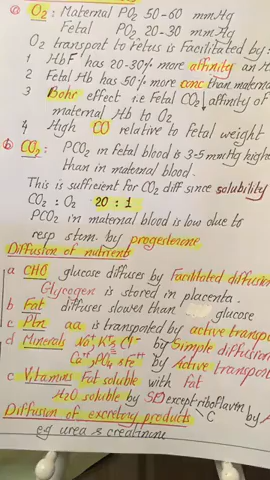 a O₂ : Maternal PO₂ 50-60 mmHg
Fetal PO₂ 20-30 mmHg
O₂ transport to fetus is facilitated by:
1 HbF has 20-30% more affinity
2 Fetal Hb has 50% more conc than maternal
3 Bohr effect i.e Fetal CO₂ ↓ affinity of
maternal Hb to O₂
4 High CO relative to fetal weight
b CO₂ : PCO₂ in fetal blood is 3-5 mmHg higher
than in maternal blood.
This is sufficient for CO₂ diff since solubility
CO₂ : O₂ 20 : 1
PCO₂ in maternal blood is low due to
resp stim. by progesterone
Diffusion of nutrients
a CHO glucose diffuses by Facilitated diffusion
Glycogen is stored in placenta.
b Fat diffuses slower than glucose
c Ptn aa is transported by active transpo
d Minerals Na⁺, K⁺ & Cl⁻ by Simple diffusion
Ca⁺⁺, PO₄ & Fe⁺⁺ by Active transport
c. Vitamins Fat soluble with fat
H₂O soluble by SD except riboflavin
& C by A
Diffusion of excretory products
eg urea & creatinine